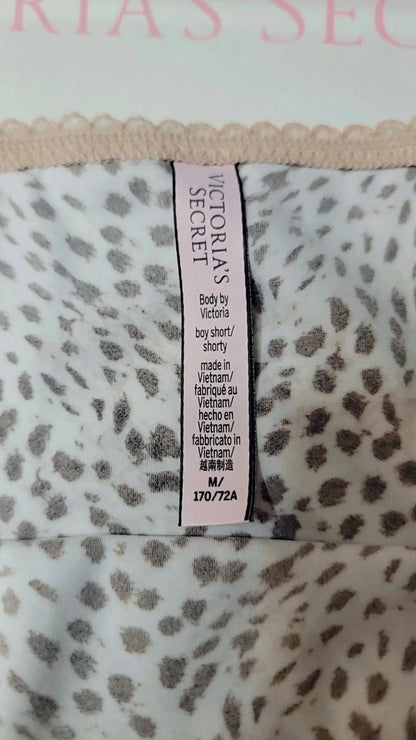 RIA'S SEC
VICTORIA'S
SECRET
Body by
Victoria
boy short/
shorty
made in
Vietnam/
fabriqué au
Vietnam/
hecho en
Vietnam/
fabbricato in
Vietnam/
越南制造
M/
170/72A